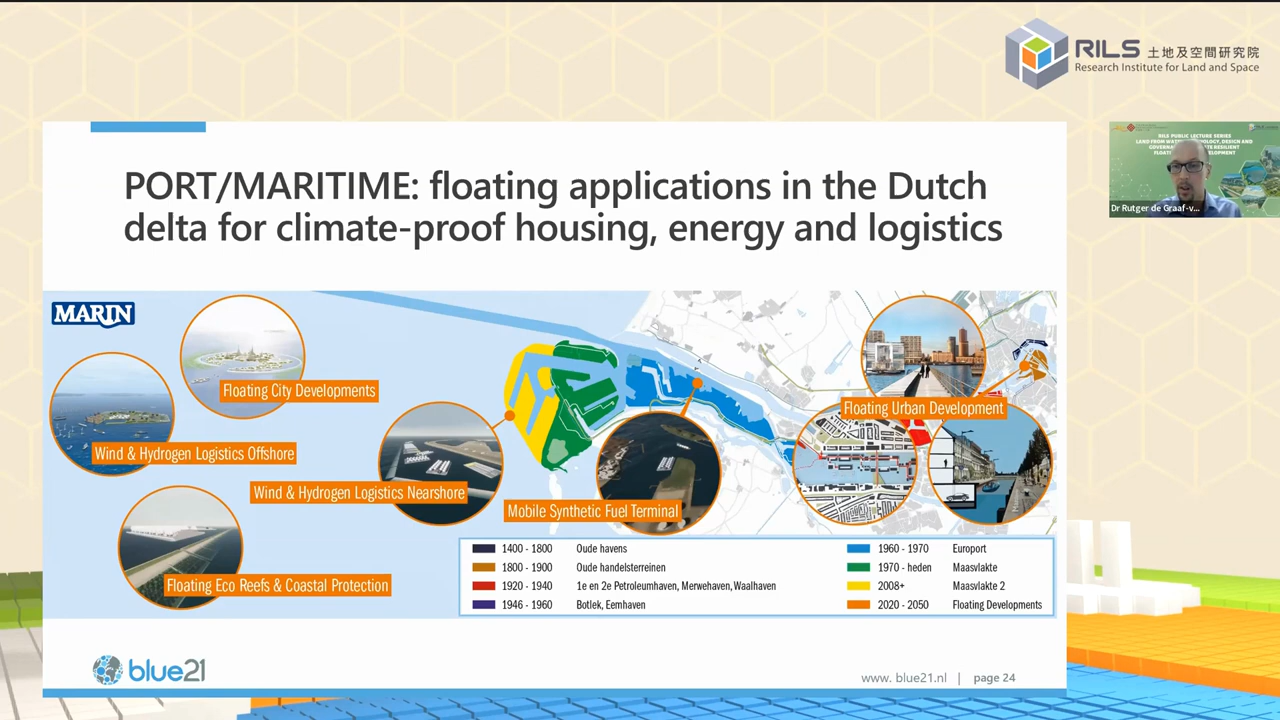 RILS 土地及空間研究院
Research Institute for Land and Space
RILS PUBLIC LECTURE SERIES
Dr Rutger de Graaf-v...
PORT/MARITIME: floating applications in the Dutch
delta for climate-proof housing, energy and logistics
MARIN
Floating City Developments
Wind & Hydrogen Logistics Offshore
Wind & Hydrogen Logistics Nearshore
Floating Eco Reefs & Coastal Protection
Mobile Synthetic Fuel Terminal
Floating Urban Development
1400 - 1800 Oude havens
1800 - 1900 Oude handelsterreinen
1920 - 1940 1e en 2e Petroleumhaven, Merwehaven, Waalhaven
1946 - 1960 Botlek, Eemhaven
1960 - 1970 Europort
1970 - heden Maasvlakte
2008+ Maasvlakte 2
2020 - 2050 Floating Developments
blue21
www. blue21.nl | page 24